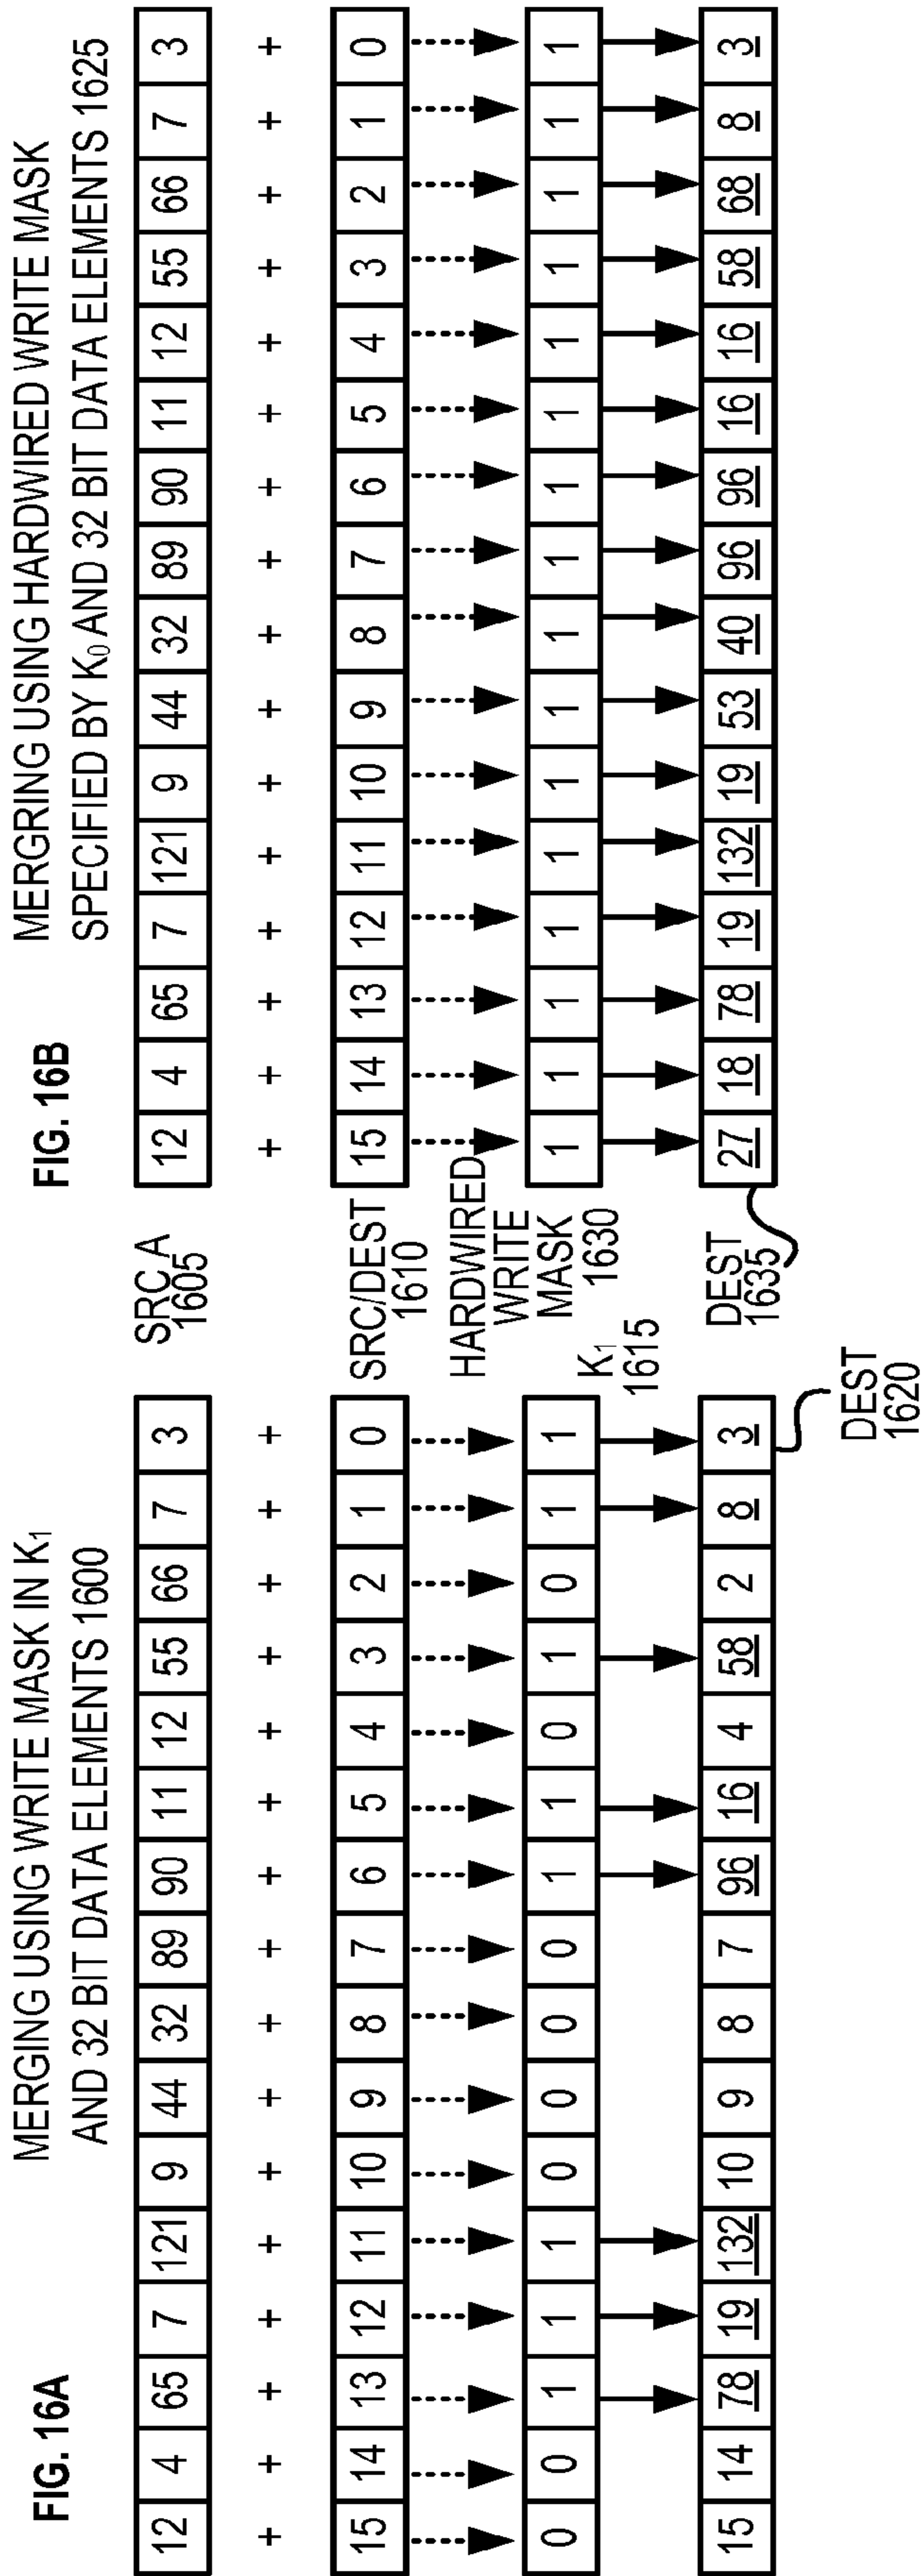 FIG. 16A
MERGING USING WRITE MASK IN K₁
AND 32 BIT DATA ELEMENTS 1600
12 4 65 7 121 9 44 32 89 90 11 12 55 66 7 3
+ + + + + + + + + + + + + + + +
15 14 13 12 11 10 9 8 7 6 5 4 3 2 1 0
0 0 1 1 1 0 0 0 0 1 1 0 1 0 1 1
15 14 78 19 132 10 9 8 7 96 16 4 58 2 8 3
DEST
1620
SRC A
1605
SRC/DEST
1610
HARDWIRED
WRITE
MASK
1630
K₁
1615
DEST
1635
FIG. 16B
MERGRING USING HARDWIRED WRITE MASK
SPECIFIED BY K₀ AND 32 BIT DATA ELEMENTS 1625
12 4 65 7 121 9 44 32 89 90 11 12 55 66 7 3
+ + + + + + + + + + + + + + + +
15 14 13 12 11 10 9 8 7 6 5 4 3 2 1 0
1 1 1 1 1 1 1 1 1 1 1 1 1 1 1 1
27 18 78 19 132 19 53 40 96 96 16 16 58 68 8 3